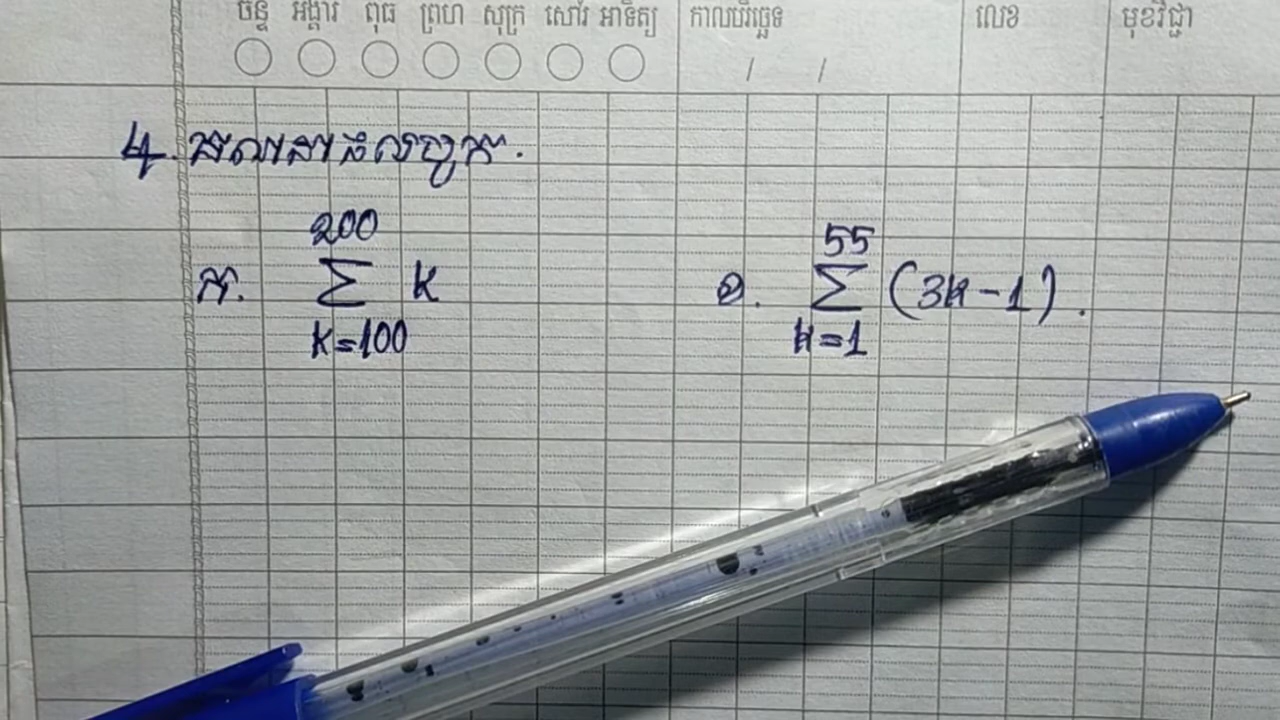 ចន្ទ អង្គារ ពុធ ព្រហ សុក្រ សៅរ៍ អាទិត្យ កាលបរិច្ឆេទ លេខ មុខវិជ្ជា
/ /
4. គណនាផលបូក.
ក. \sum_{k=100}^{200} k ខ. \sum_{k=1}^{55} (3k-1).